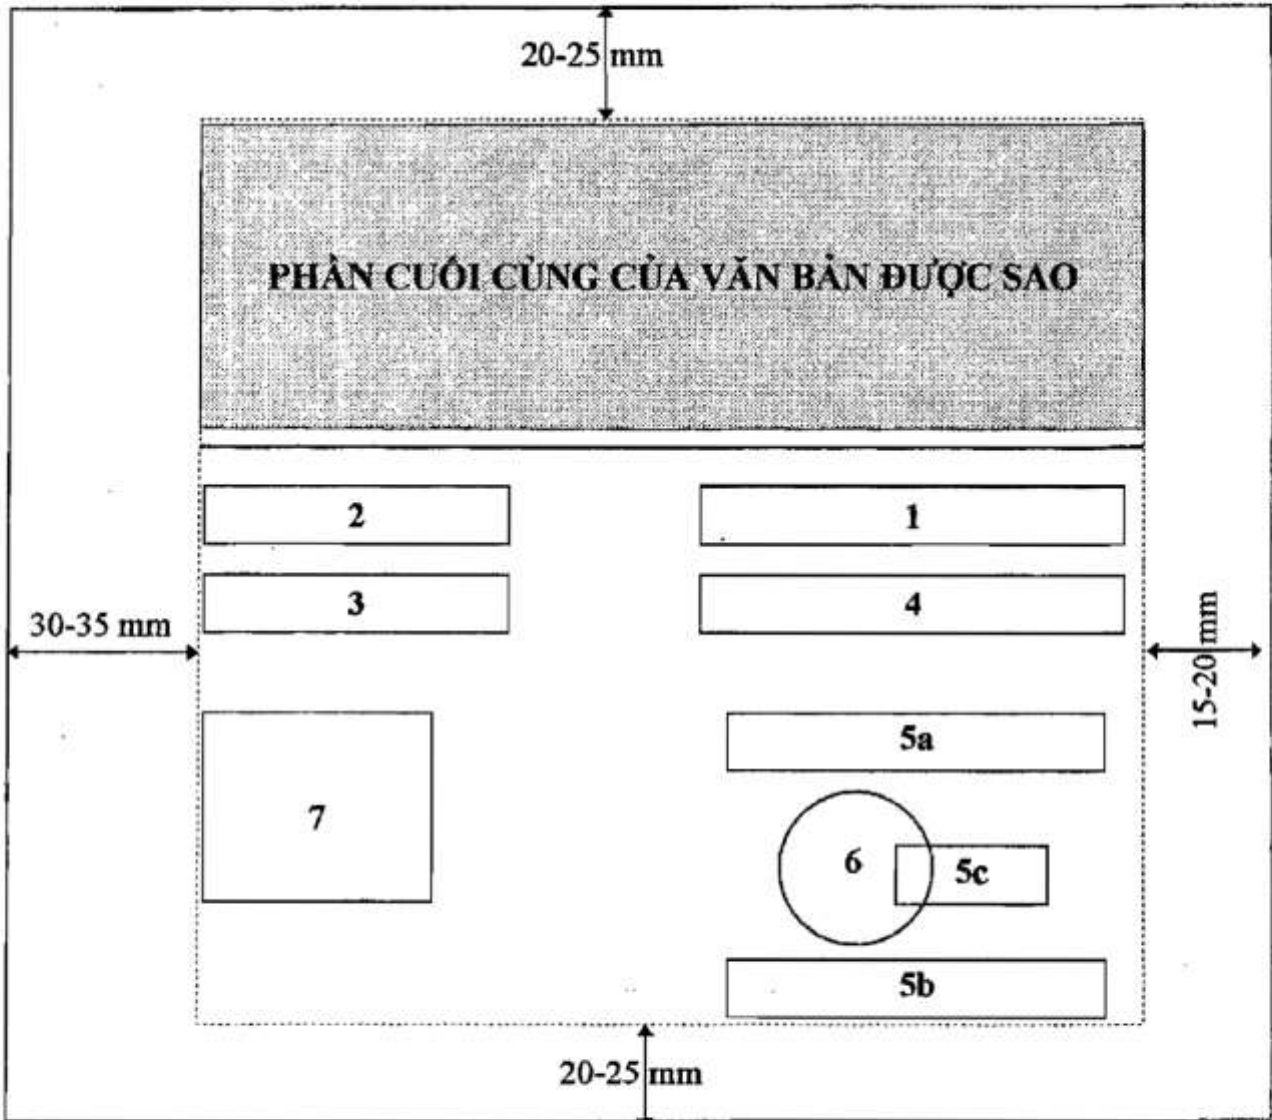 20-25 mm
PHẦN CUỐI CÙNG CỦA VĂN BẢN ĐƯỢC SAO
2
1
3
4
30-35 mm
15-20 mm
5a
7
6
5c
5b
20-25 mm